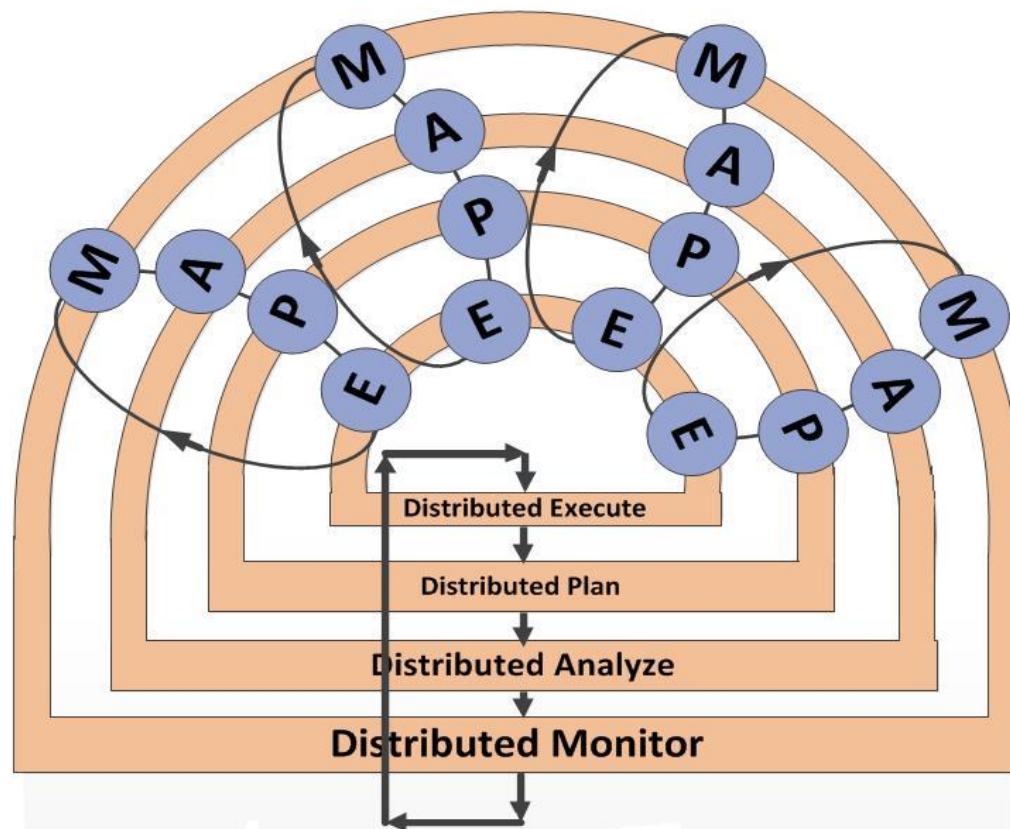 M
M
A
A
M
A
P
P
P
M
E
E
A
E
P
E
Distributed Execute
Distributed Plan
Distributed Analyze
Distributed Monitor